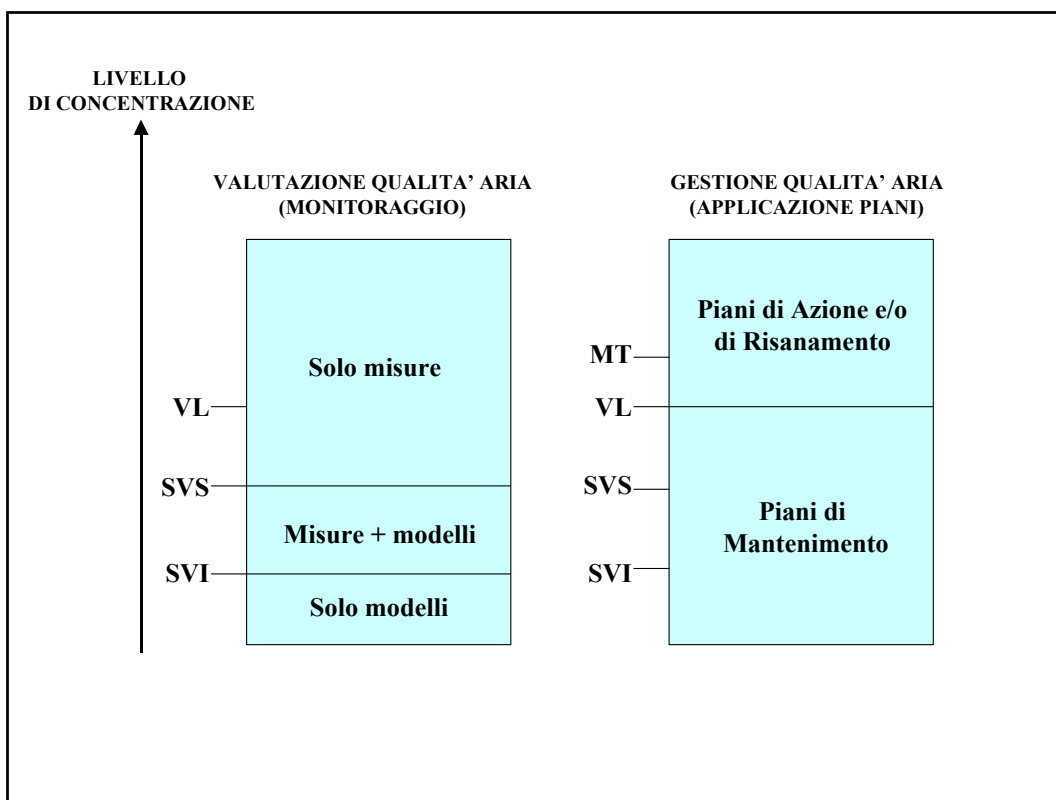 LIVELLO
DI CONCENTRAZIONE
VALUTAZIONE QUALITA’ ARIA
(MONITORAGGIO)
Solo misure
VL
SVS
Misure + modelli
SVI
Solo modelli
GESTIONE QUALITA’ ARIA
(APPLICAZIONE PIANI)
Piani di Azione e/o
di Risanamento
MT
VL
SVS
Piani di
Mantenimento
SVI